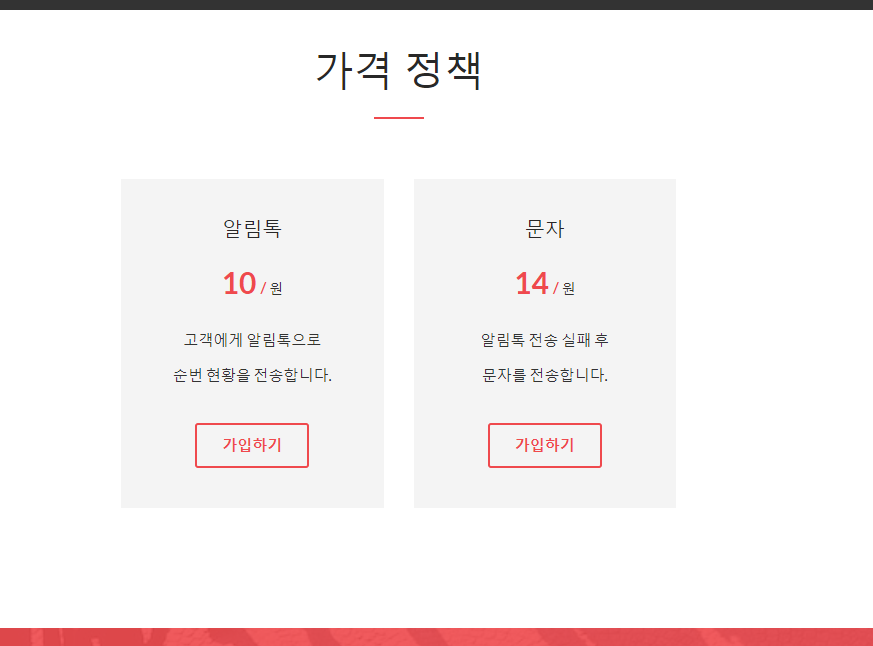 가격 정책
알림톡
10 / 원
고객에게 알림톡으로
순번 현황을 전송합니다.
가입하기
문자
14 / 원
알림톡 전송 실패 후
문자를 전송합니다.
가입하기